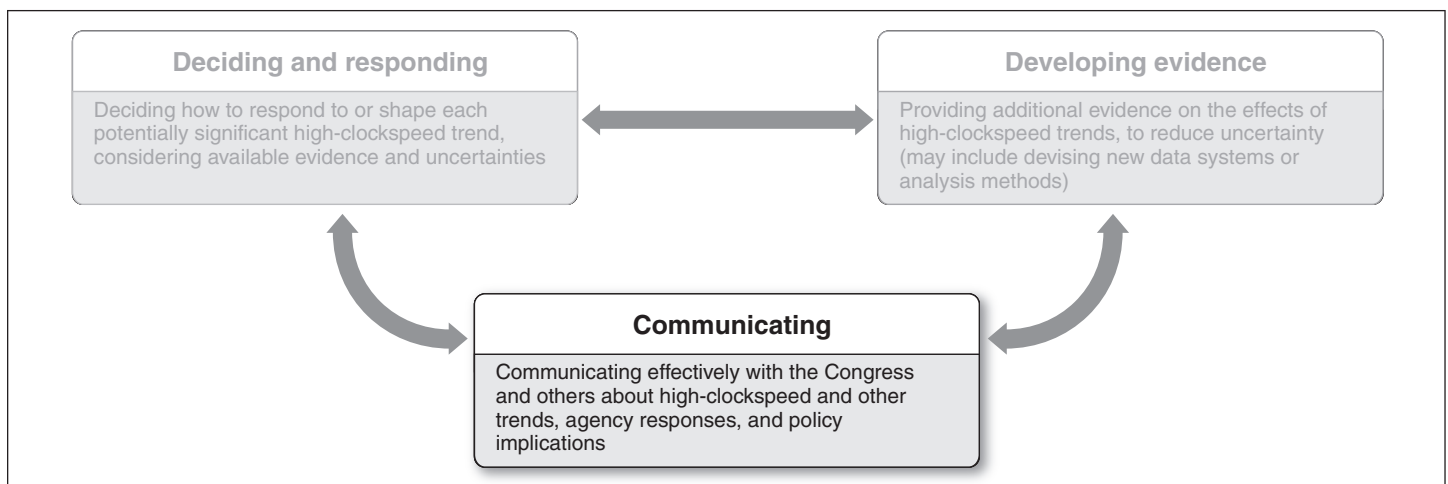 Deciding and responding
Deciding how to respond to or shape each
potentially significant high-clockspeed trend,
considering available evidence and uncertainties
Developing evidence
Providing additional evidence on the effects of
high-clockspeed trends, to reduce uncertainty
(may include devising new data systems or
analysis methods)
Communicating
Communicating effectively with the Congress
and others about high-clockspeed and other
trends, agency responses, and policy
implications